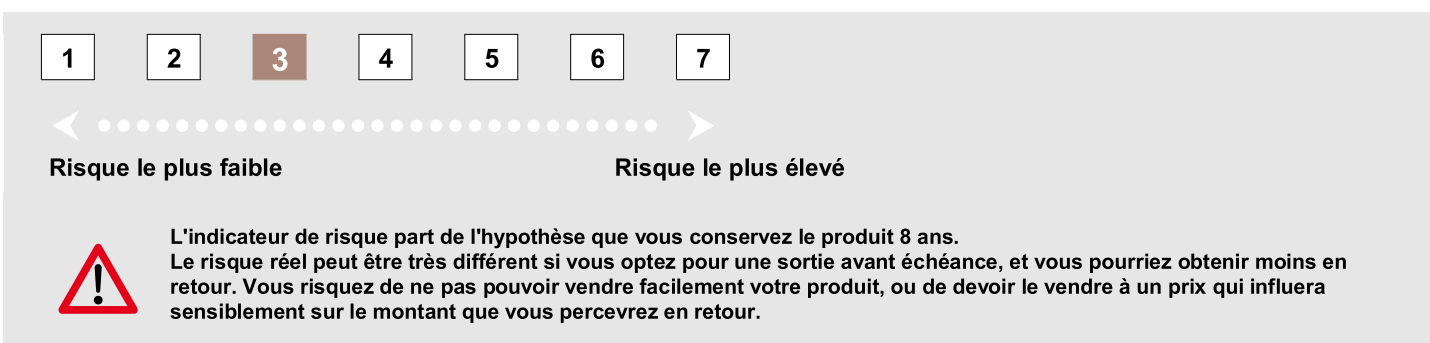 1 2 3 4 5 6 7
Risque le plus faible Risque le plus élevé
L'indicateur de risque part de l'hypothèse que vous conservez le produit 8 ans.
Le risque réel peut être très différent si vous optez pour une sortie avant échéance, et vous pourriez obtenir moins en
retour. Vous risquez de ne pas pouvoir vendre facilement votre produit, ou de devoir le vendre à un prix qui influera
sensiblement sur le montant que vous percevrez en retour.